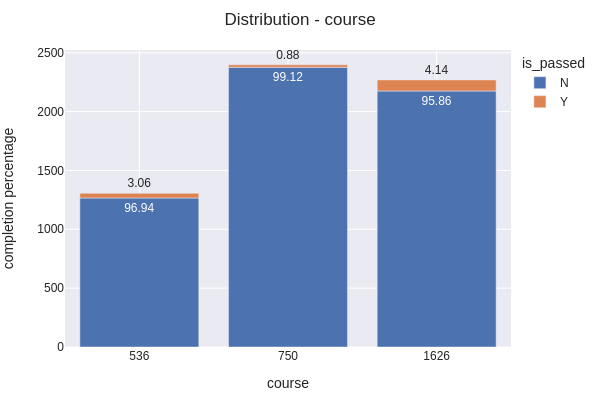 Distribution - course
is_passed
N
Y
completion percentage
2500
2000
1500
1000
500
0
3.06
96.94
0.88
99.12
4.14
95.86
536
750
1626
course